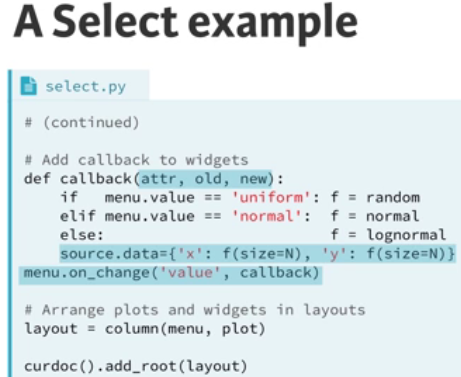 A Select example
select.py
# (continued)
# Add callback to widgets
def callback(attr, old, new):
    if   menu.value == 'uniform': f = random
    elif menu.value == 'normal':  f = normal
    else:                         f = lognormal
    source.data={'x': f(size=N), 'y': f(size=N)}
menu.on_change('value', callback)
# Arrange plots and widgets in layouts
layout = column(menu, plot)
curdoc().add_root(layout)